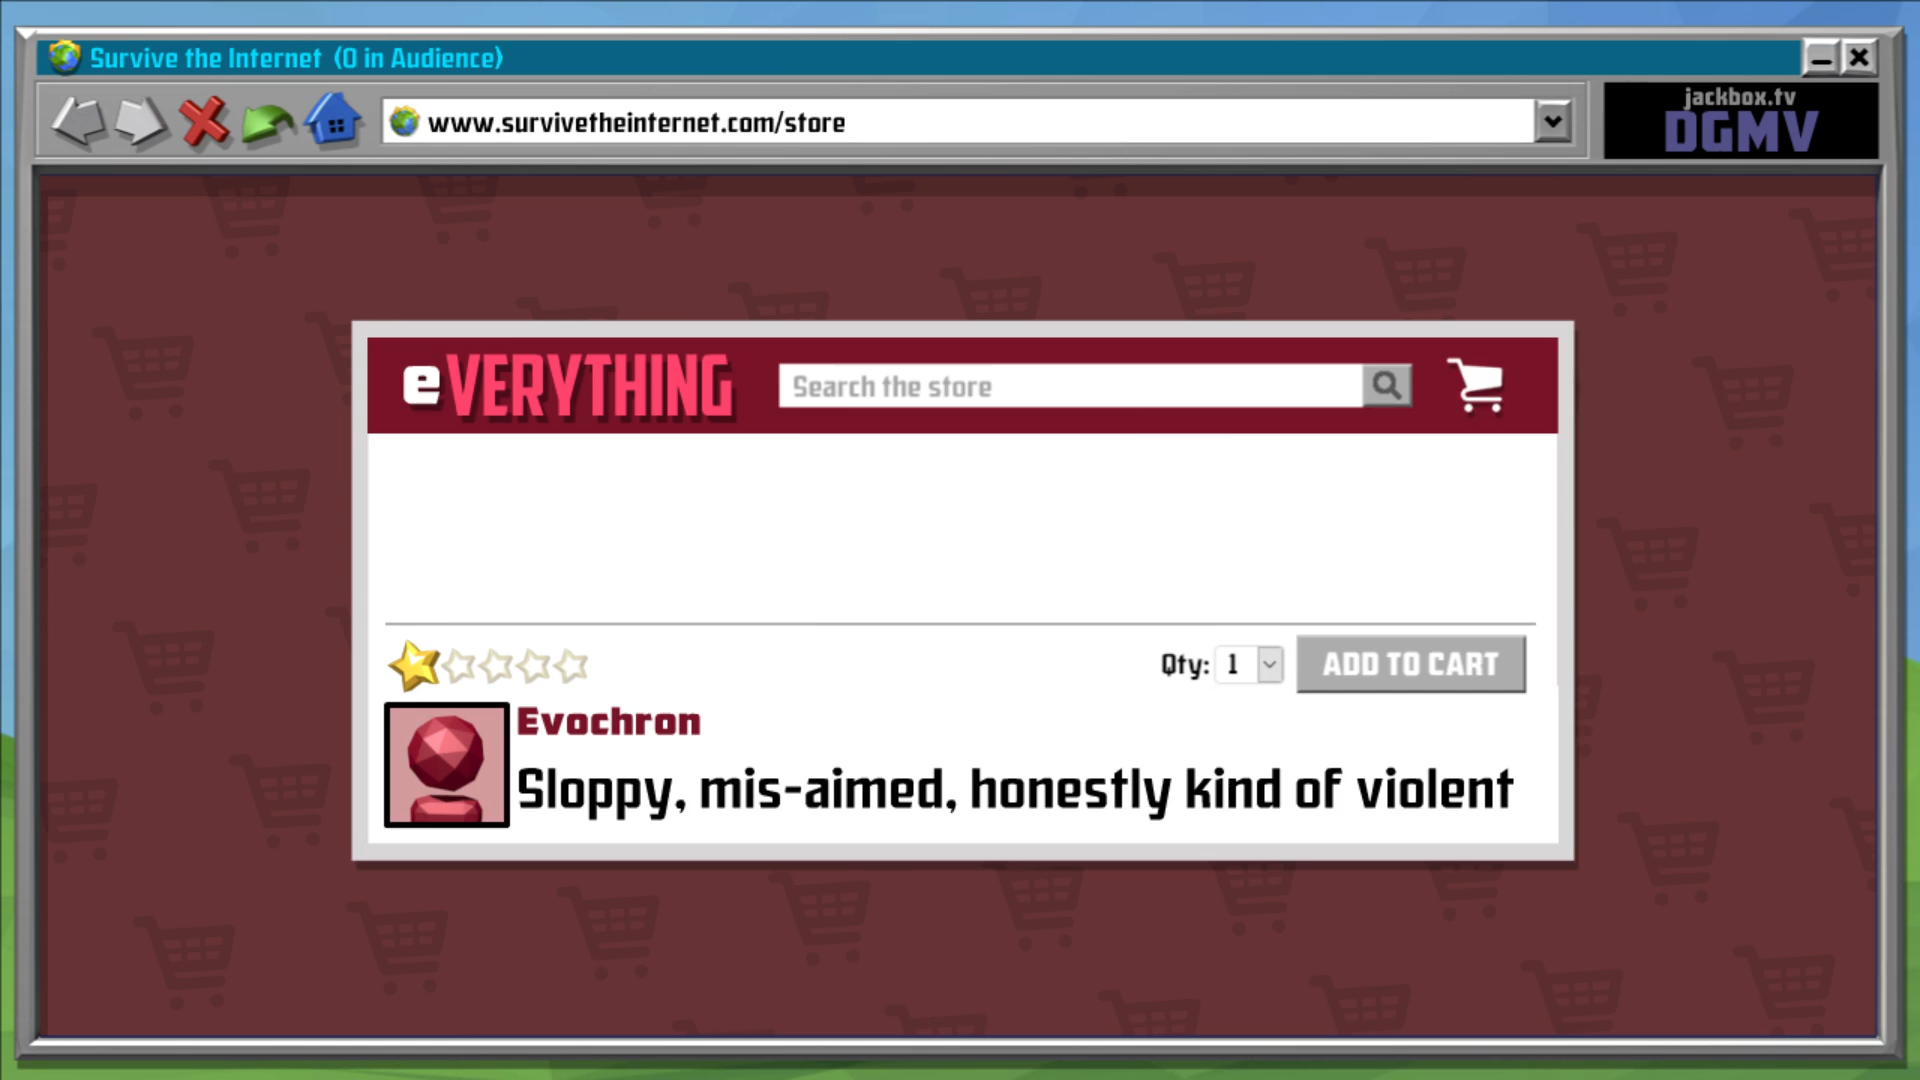 Survive the Internet (0 in Audience)
www.survivetheinternet.com/store
jackbox.tv
DGMV
eVERYTHING
Search the store
Qty: 1
ADD TO CART
Evochron
Sloppy, mis-aimed, honestly kind of violent